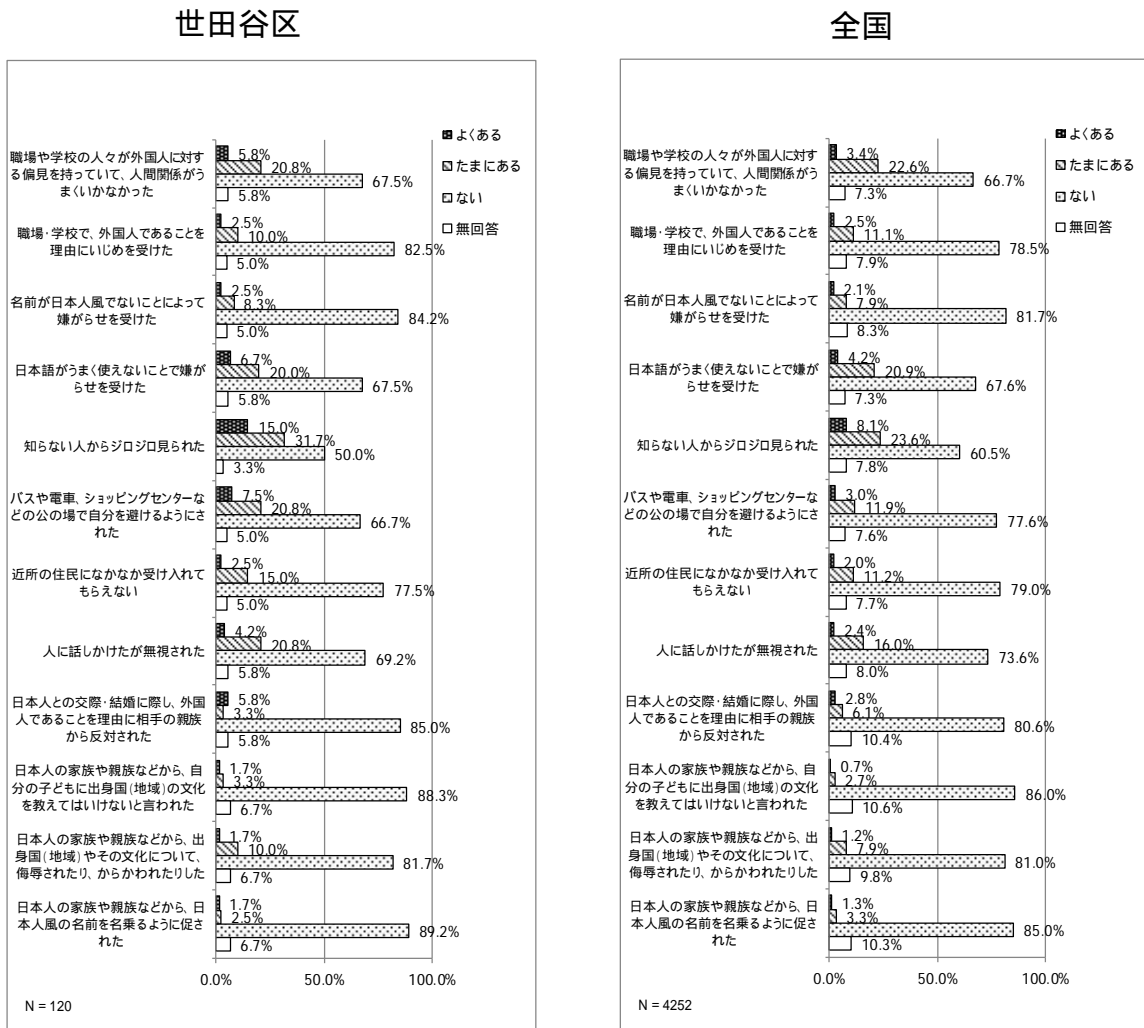 世田谷区
よくある
たまにある
ない
無回答
職場や学校の人々が外国人に対す
る偏見を持っていて、人間関係がう
まくいかなかった
5.8%
20.8%
67.5%
5.8%
職場・学校で、外国人であることを
理由にいじめを受けた
2.5%
10.0%
82.5%
5.0%
名前が日本人風でないことによって
嫌がらせを受けた
2.5%
8.3%
84.2%
5.0%
日本語がうまく使えないことで嫌が
らせを受けた
6.7%
20.0%
67.5%
5.8%
知らない人からジロジロ見られた
15.0%
31.7%
50.0%
3.3%
バスや電車、ショッピングセンターな
どの公の場で自分を避けるようにさ
れた
7.5%
20.8%
66.7%
5.0%
近所の住民になかなか受け入れて
もらえない
2.5%
15.0%
77.5%
5.0%
人に話しかけたが無視された
4.2%
20.8%
69.2%
5.8%
日本人との交際・結婚に際し、外国
人であることを理由に相手の親族
から反対された
5.8%
3.3%
85.0%
5.8%
日本人の家族や親族などから、自
分の子どもに出身国(地域)の文化
を教えてはいけないと言われた
1.7%
3.3%
88.3%
6.7%
日本人の家族や親族などから、出
身国(地域)やその文化について、
侮辱されたり、からかわれたりした
1.7%
10.0%
81.7%
6.7%
日本人の家族や親族などから、日
本人風の名前を名乗るように促され
た
1.7%
2.5%
89.2%
6.7%
0.0% 50.0% 100.0%
N = 120
全国
よくある
たまにある
ない
無回答
職場や学校の人々が外国人に対す
る偏見を持っていて、人間関係がう
まくいかなかった
3.4%
22.6%
66.7%
7.3%
職場・学校で、外国人であることを
理由にいじめを受けた
2.5%
11.1%
78.5%
7.9%
名前が日本人風でないことによって
嫌がらせを受けた
2.1%
7.9%
81.7%
8.3%
日本語がうまく使えないことで嫌が
らせを受けた
4.2%
20.9%
67.6%
7.3%
知らない人からジロジロ見られた
8.1%
23.6%
60.5%
7.8%
バスや電車、ショッピングセンターな
どの公の場で自分を避けるようにさ
れた
3.0%
11.9%
77.6%
7.6%
近所の住民になかなか受け入れて
もらえない
2.0%
11.2%
79.0%
7.7%
人に話しかけたが無視された
2.4%
16.0%
73.6%
8.0%
日本人との交際・結婚に際し、外国
人であることを理由に相手の親族
から反対された
2.8%
6.1%
80.6%
10.4%
日本人の家族や親族などから、自
分の子どもに出身国(地域)の文化
を教えてはいけないと言われた
0.7%
2.7%
86.0%
10.6%
日本人の家族や親族などから、出
身国(地域)やその文化について、
侮辱されたり、からかわれたりした
1.2%
7.9%
81.0%
9.8%
日本人の家族や親族などから、日
本人風の名前を名乗るように促され
た
1.3%
3.3%
85.0%
10.3%
0.0% 50.0% 100.0%
N = 4252